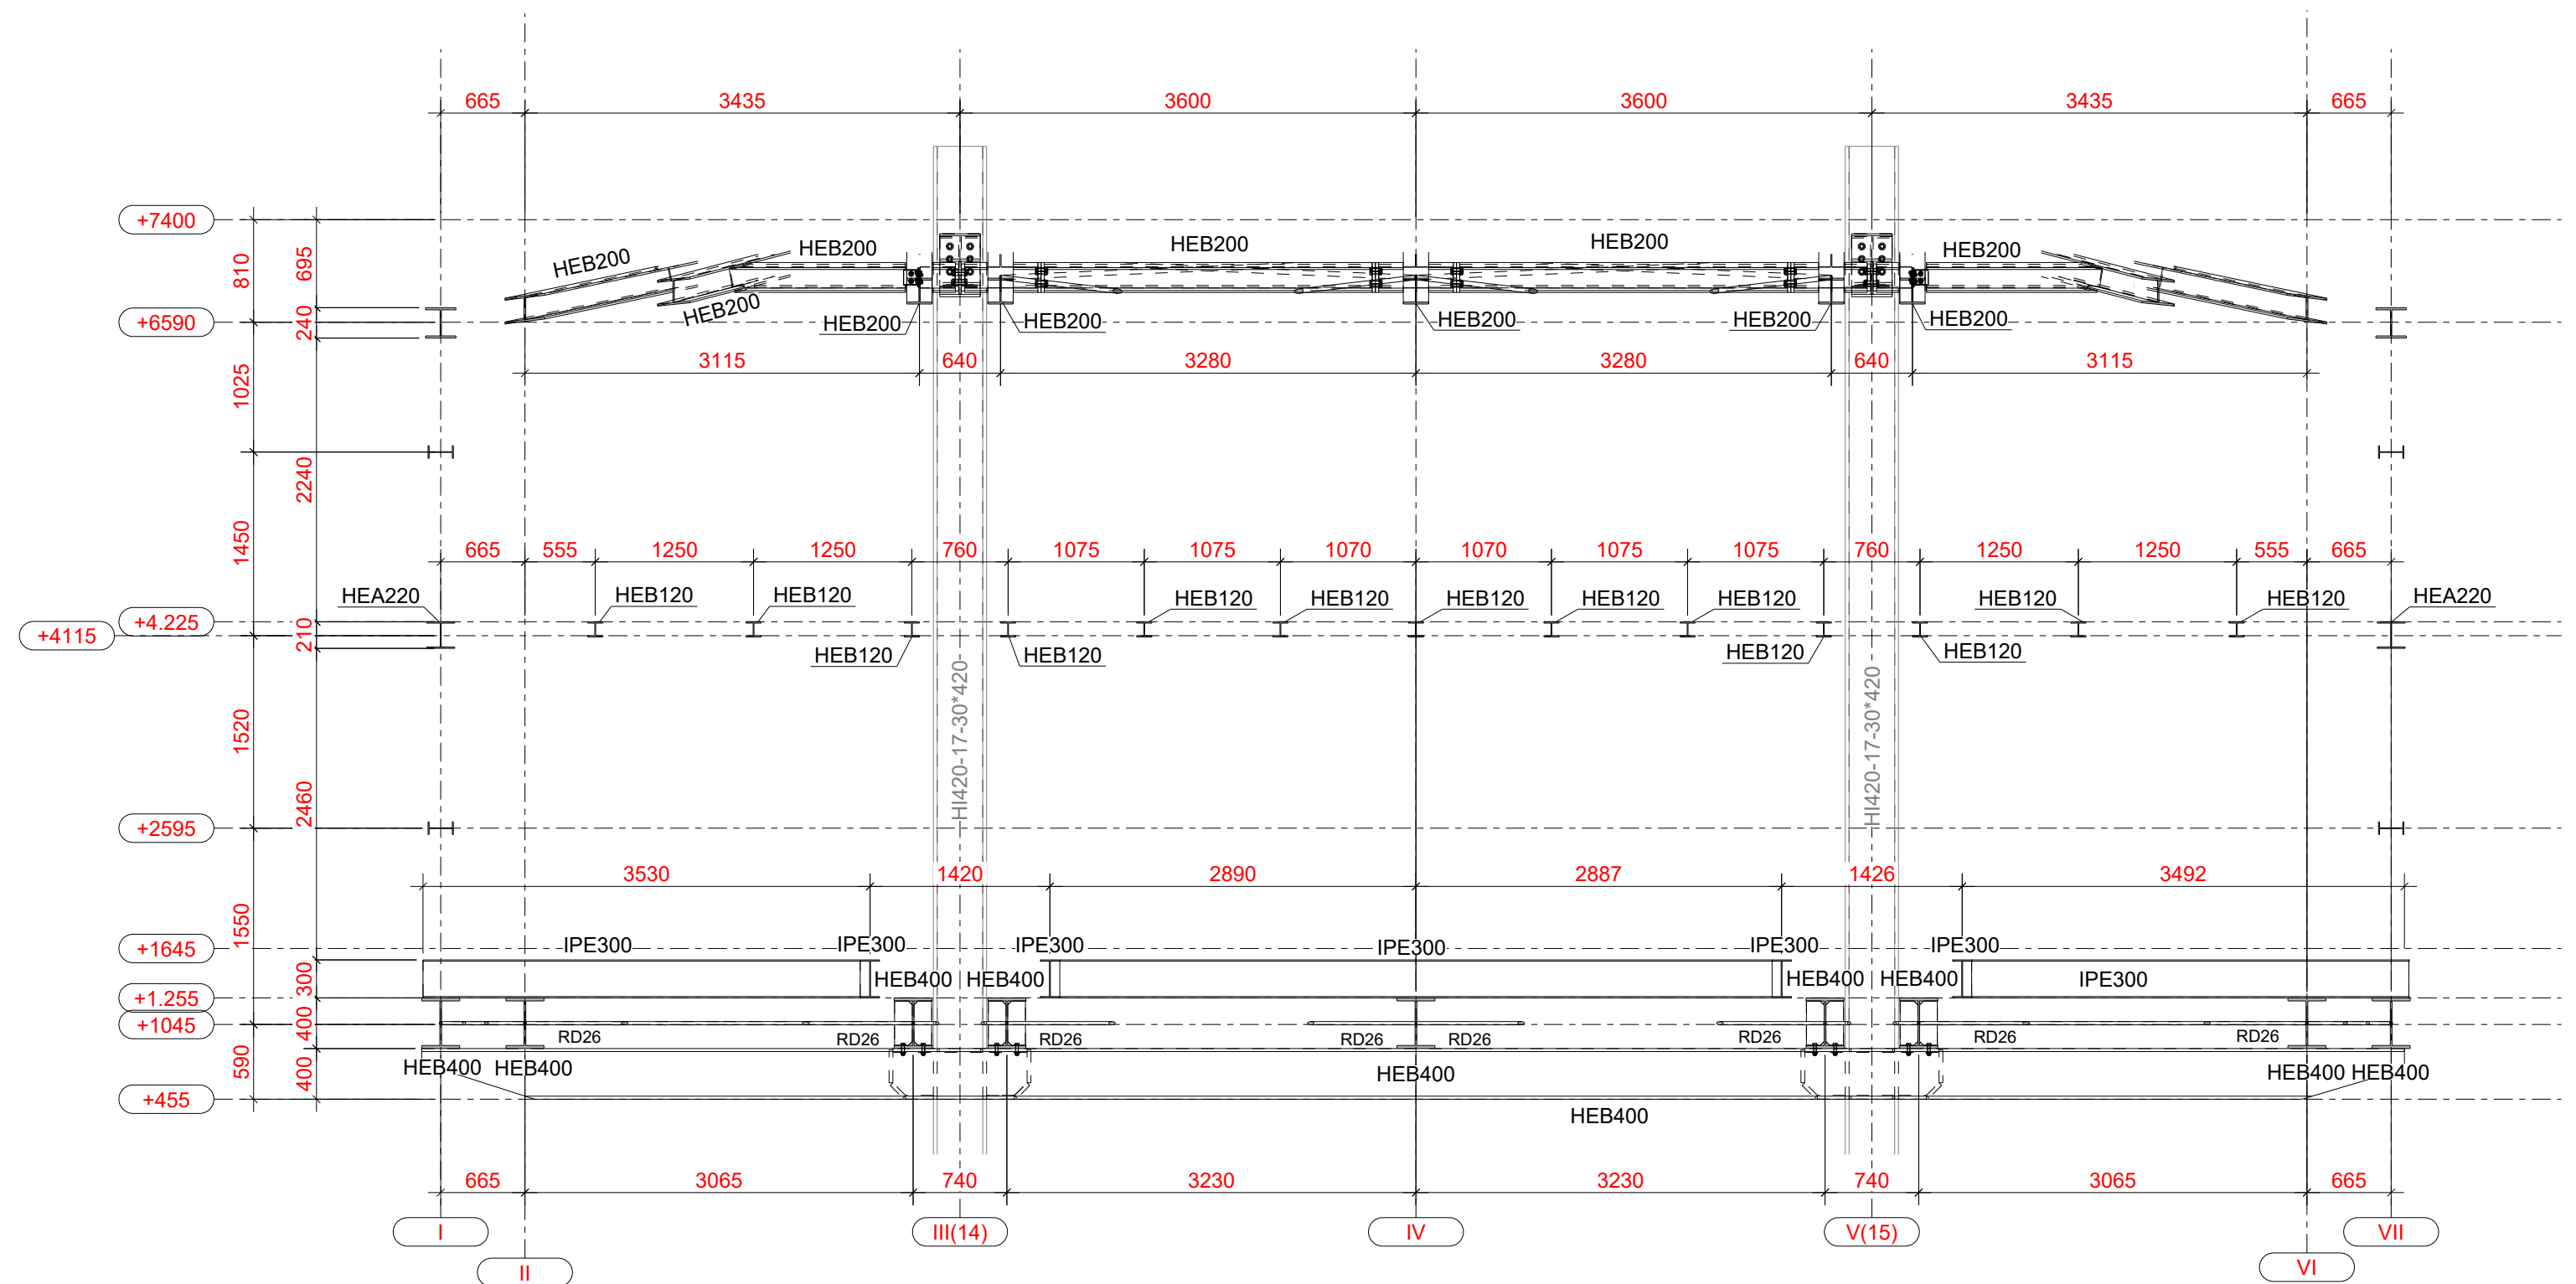 665 3435 3600 3600 3435 665
+7400
810 695
HEB200 HEB200 HEB200 HEB200 HEB200
HEB200
+6590
240
HEB200 HEB200 HEB200 HEB200 HEB200
3115 640 3280 3280 640 3115
1025
2240
1450
665 555 1250 1250 760 1075 1075 1070 1070 1075 1075 760 1250 1250 555 665
HEA220 HEB120 HEB120 HEB120 HEB120 HEB120 HEB120 HEB120 HEB120 HEB120 HEA220
+4.225
+4115
210
HEB120 HEB120 HEB120 HEB120
HI420-17-30*420 HI420-17-30*420
1520
2460
+2595
3530 1420 2890 2887 1426 3492
1550
+1645
IPE300 IPE300 IPE300 IPE300 IPE300 IPE300
300
HEB400 HEB400 HEB400 HEB400 IPE300
+1.255
+1045
400
RD26 RD26 RD26 RD26 RD26 RD26 RD26 RD26
590
400
HEB400 HEB400 HEB400 HEB400 HEB400
+455
HEB400
665 3065 740 3230 3230 740 3065 665
I III(14) IV V(15) VII
II VI